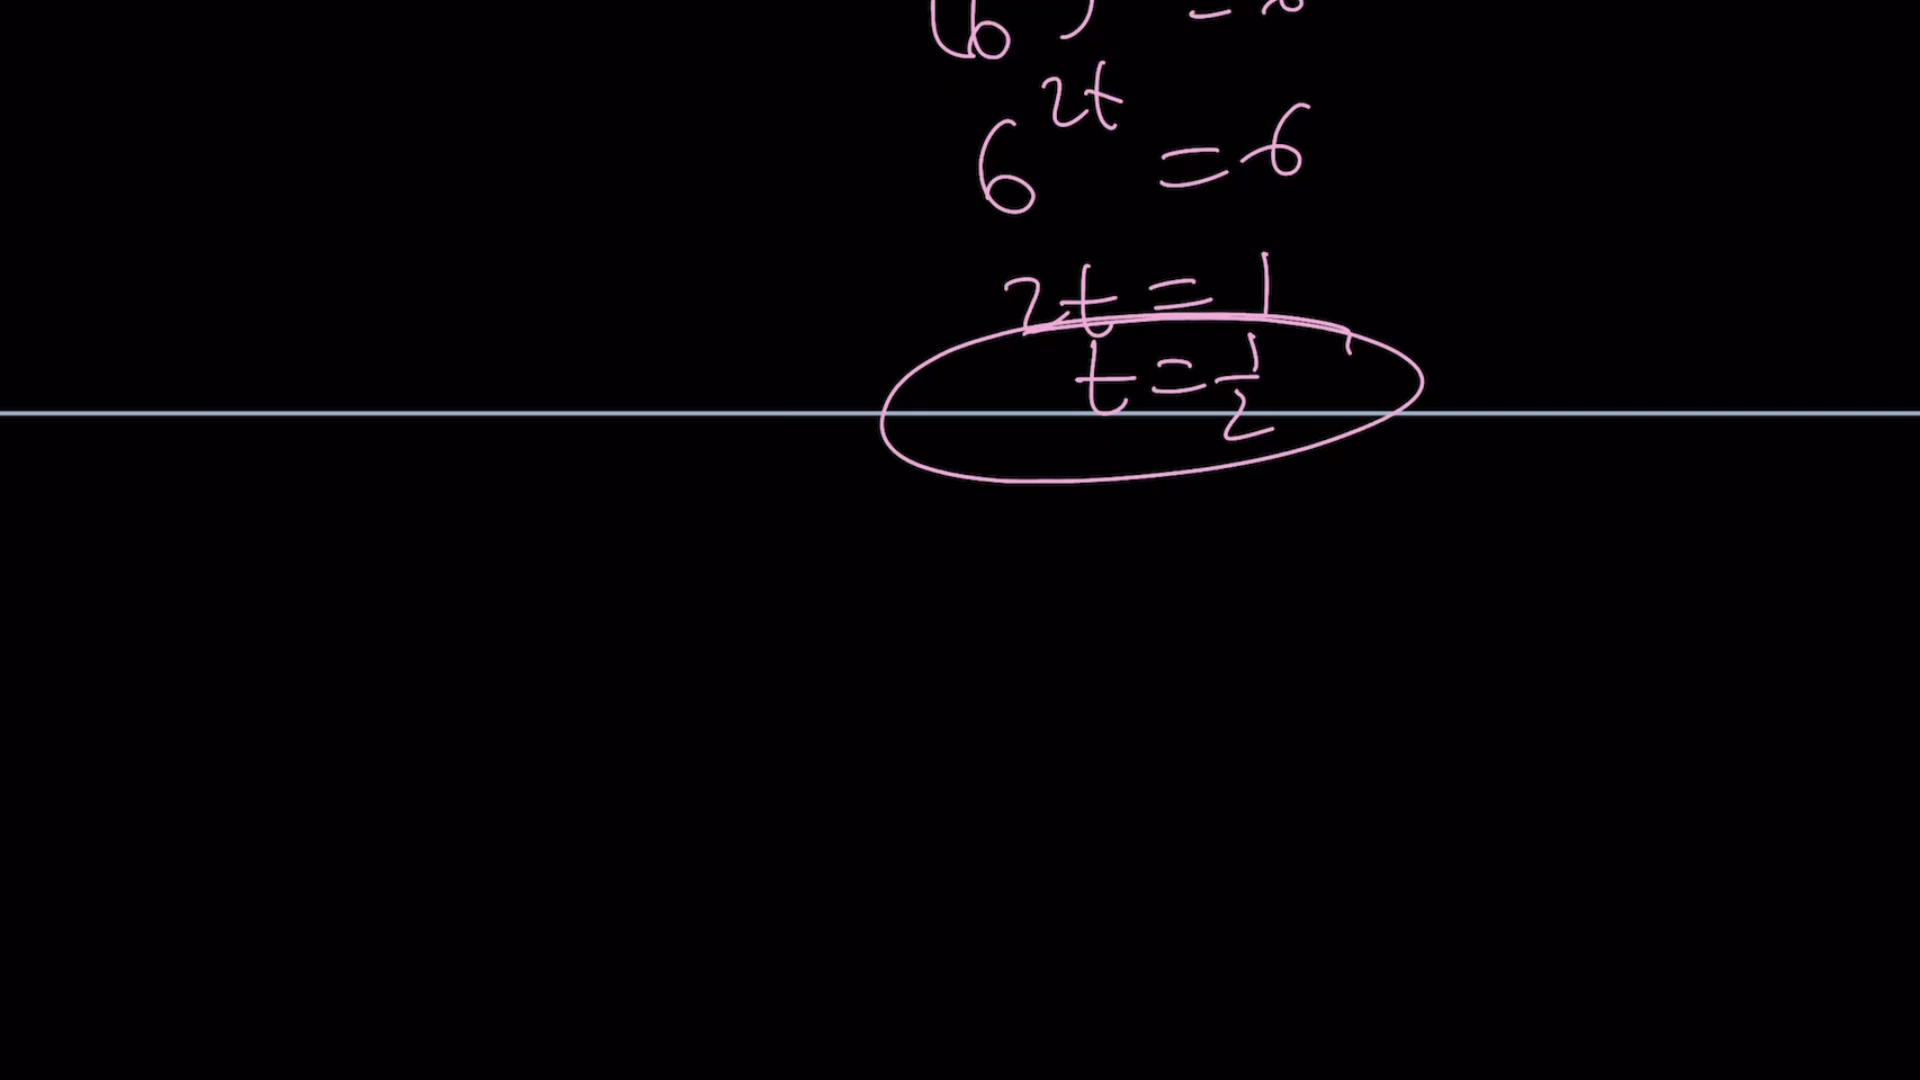 6^{2t} = 6
2t = 1
t = 1/2